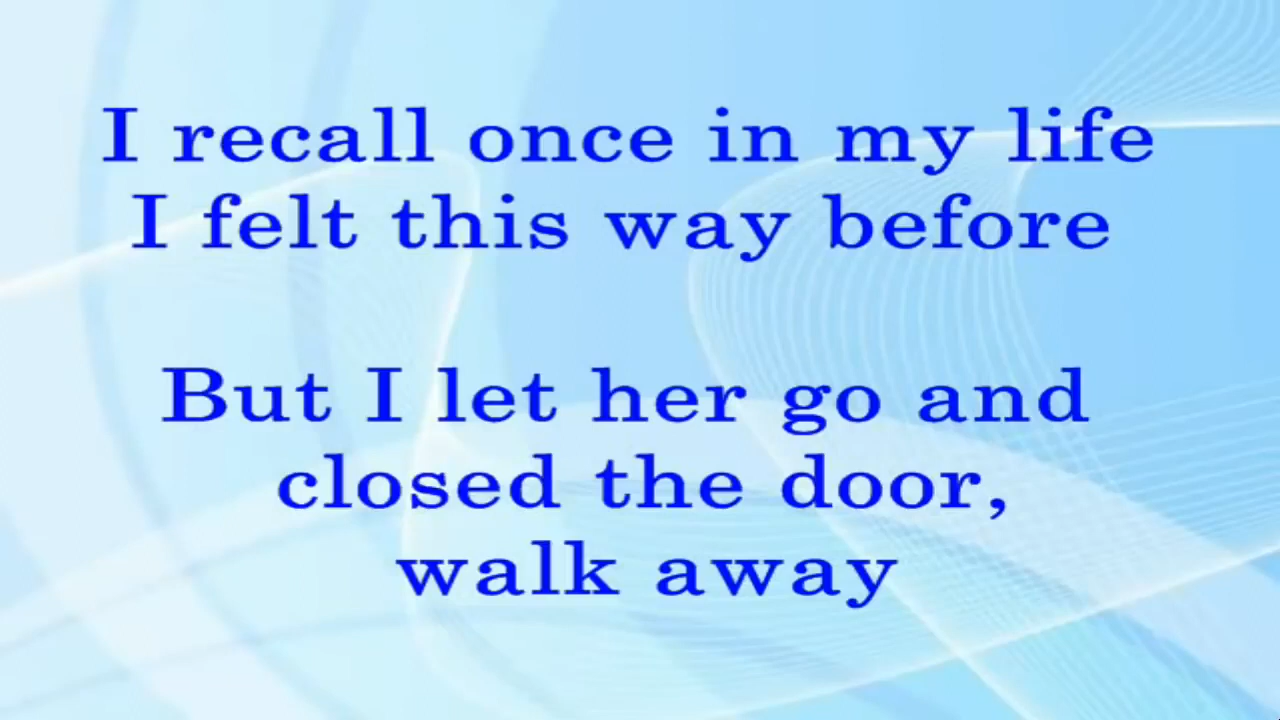 I recall once in my life
I felt this way before
But I let her go and
closed the door,
walk away